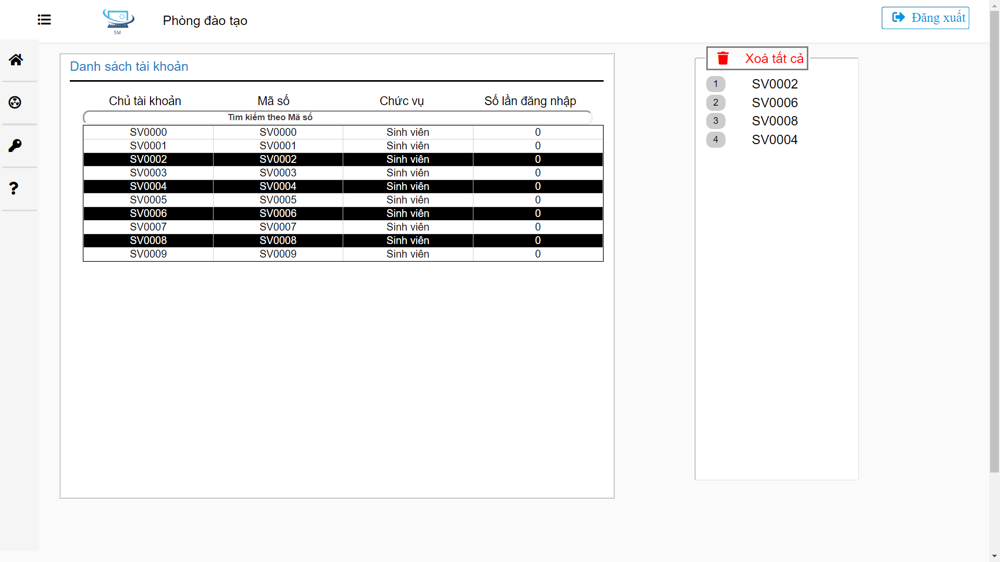 SM
Phòng đào tạo
Đăng xuất
Danh sách tài khoản
Chủ tài khoản Mã số Chức vụ Số lần đăng nhập
Tìm kiếm theo Mã số
SV0000 SV0000 Sinh viên 0
SV0001 SV0001 Sinh viên 0
SV0002 SV0002 Sinh viên 0
SV0003 SV0003 Sinh viên 0
SV0004 SV0004 Sinh viên 0
SV0005 SV0005 Sinh viên 0
SV0006 SV0006 Sinh viên 0
SV0007 SV0007 Sinh viên 0
SV0008 SV0008 Sinh viên 0
SV0009 SV0009 Sinh viên 0
Xoá tất cả
1 SV0002
2 SV0006
3 SV0008
4 SV0004